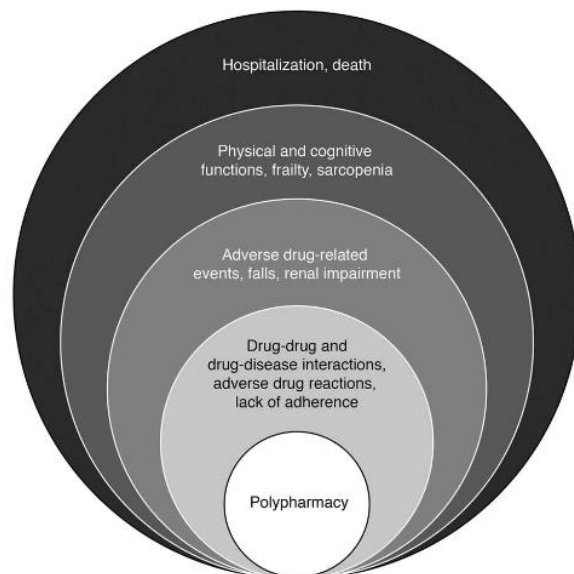 Hospitalization, death
Physical and cognitive
functions, frailty, sarcopenia
Adverse drug-related
events, falls, renal impairment
Drug-drug and
drug-disease interactions,
adverse drug reactions,
lack of adherence
Polypharmacy